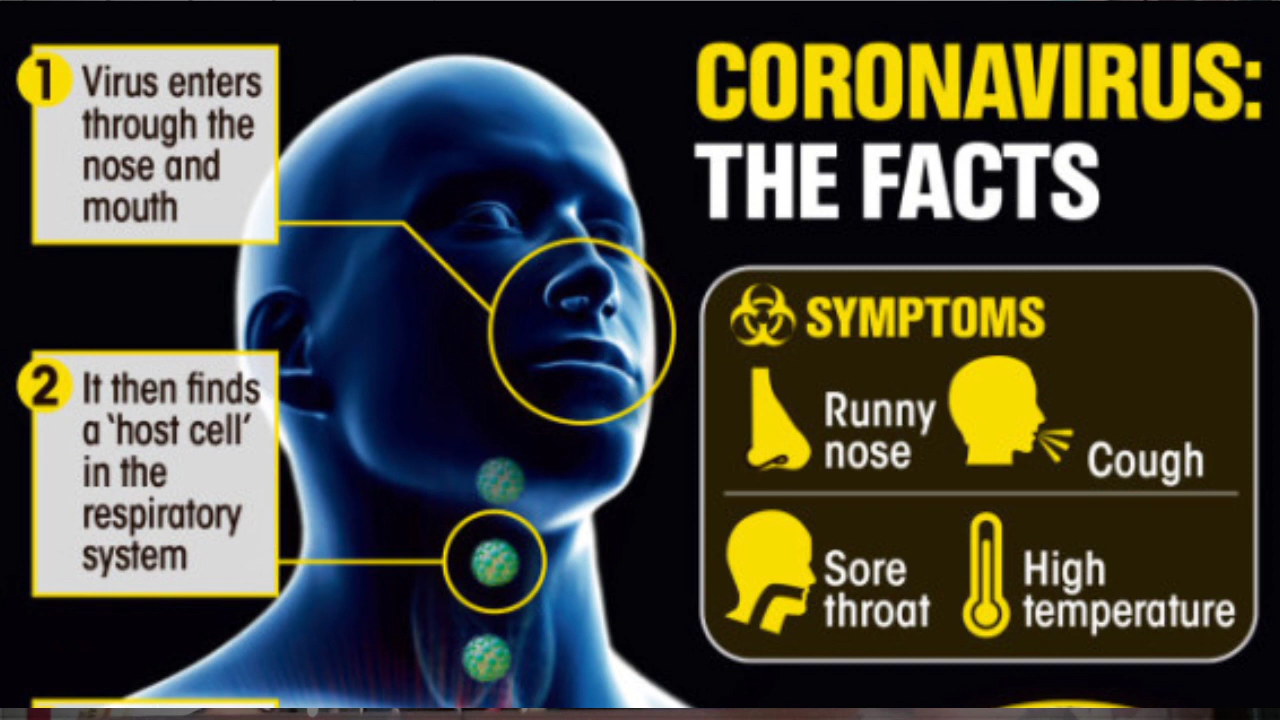 CORONAVIRUS:
THE FACTS
1 Virus enters
through the
nose and
mouth
2 It then finds
a 'host cell'
in the
respiratory
system
SYMPTOMS
Runny
nose
Cough
Sore
throat
High
temperature